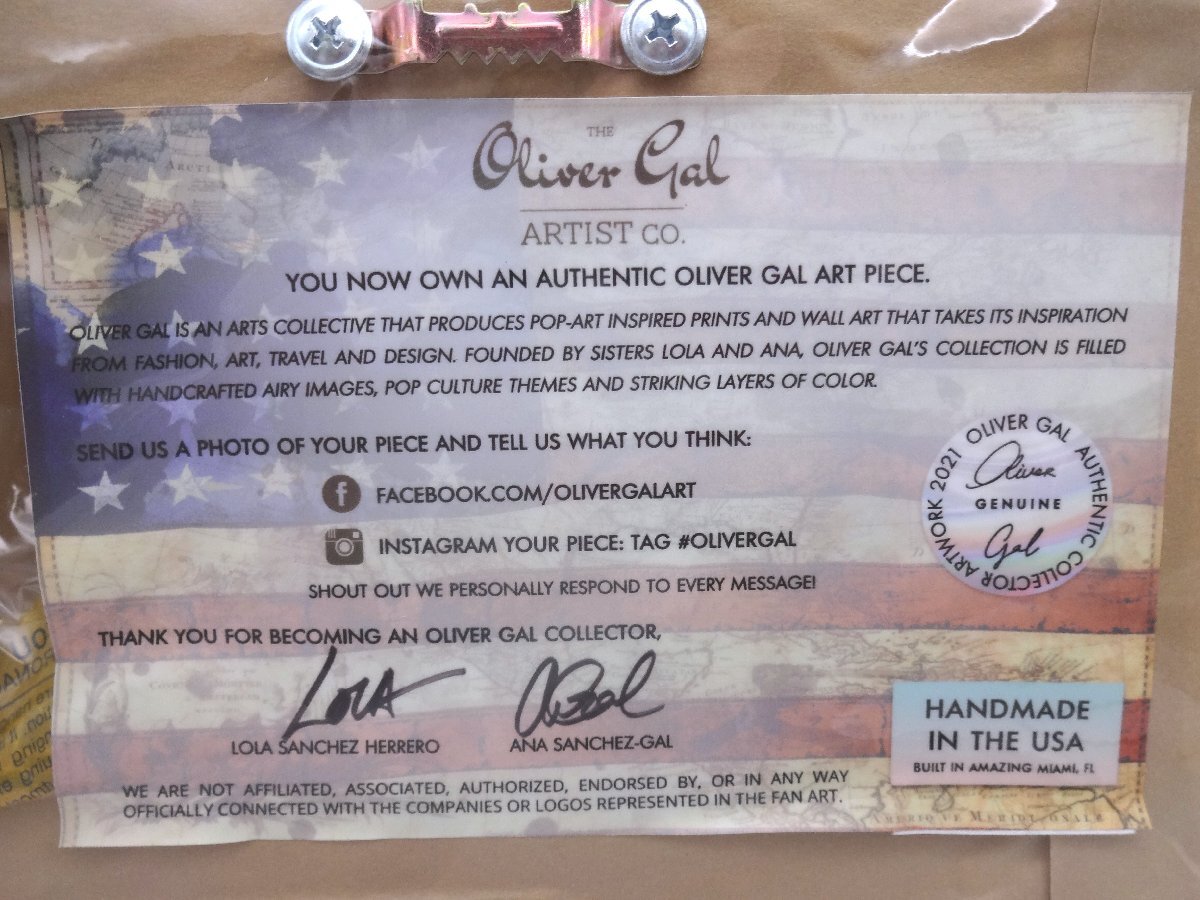 THE
Oliver Gal
ARTIST CO.
YOU NOW OWN AN AUTHENTIC OLIVER GAL ART PIECE.
OLIVER GAL IS AN ARTS COLLECTIVE THAT PRODUCES POP-ART INSPIRED PRINTS AND WALL ART THAT TAKES ITS INSPIRATION
FROM FASHION, ART, TRAVEL AND DESIGN. FOUNDED BY SISTERS LOLA AND ANA, OLIVER GAL'S COLLECTION IS FILLED
WITH HANDCRAFTED AIRY IMAGES, POP CULTURE THEMES AND STRIKING LAYERS OF COLOR.
SEND US A PHOTO OF YOUR PIECE AND TELL US WHAT YOU THINK:
FACEBOOK.COM/OLIVERGALART
INSTAGRAM YOUR PIECE: TAG #OLIVERGAL
SHOUT OUT WE PERSONALLY RESPOND TO EVERY MESSAGE!
OLIVER GAL AUTHENTIC COLLECTOR ARTWORK 2021
Oliver
GENUINE
Gal
THANK YOU FOR BECOMING AN OLIVER GAL COLLECTOR,
LOLA
LOLA SANCHEZ HERRERO
ANA SANCHEZ-GAL
HANDMADE
IN THE USA
BUILT IN AMAZING MIAMI, FL
WE ARE NOT AFFILIATED, ASSOCIATED, AUTHORIZED, ENDORSED BY, OR IN ANY WAY
OFFICIALLY CONNECTED WITH THE COMPANIES OR LOGOS REPRESENTED IN THE FAN ART.